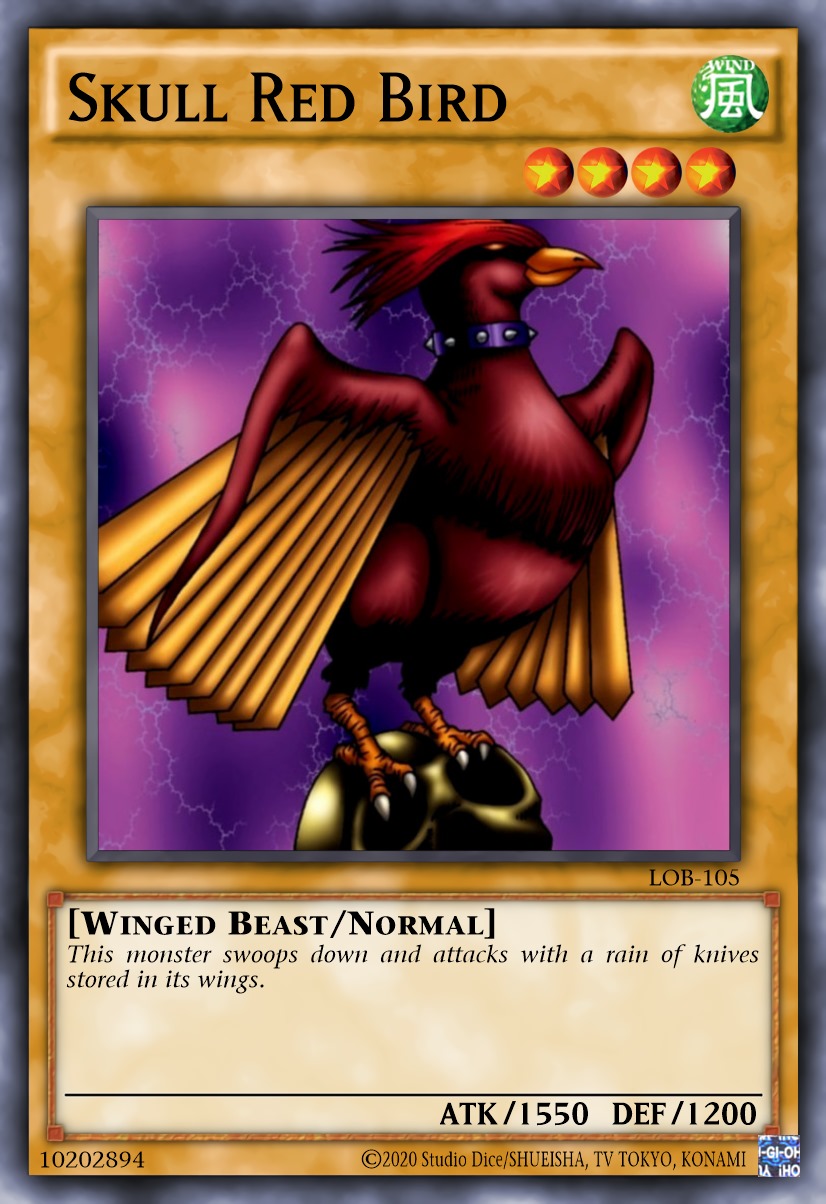 SKULL RED BIRD
WIND
風
LOB-105
[WINGED BEAST/NORMAL]
This monster swoops down and attacks with a rain of knives
stored in its wings.
ATK/1550 DEF/1200
10202894
©2020 Studio Dice/SHUEISHA, TV TOKYO, KONAMI